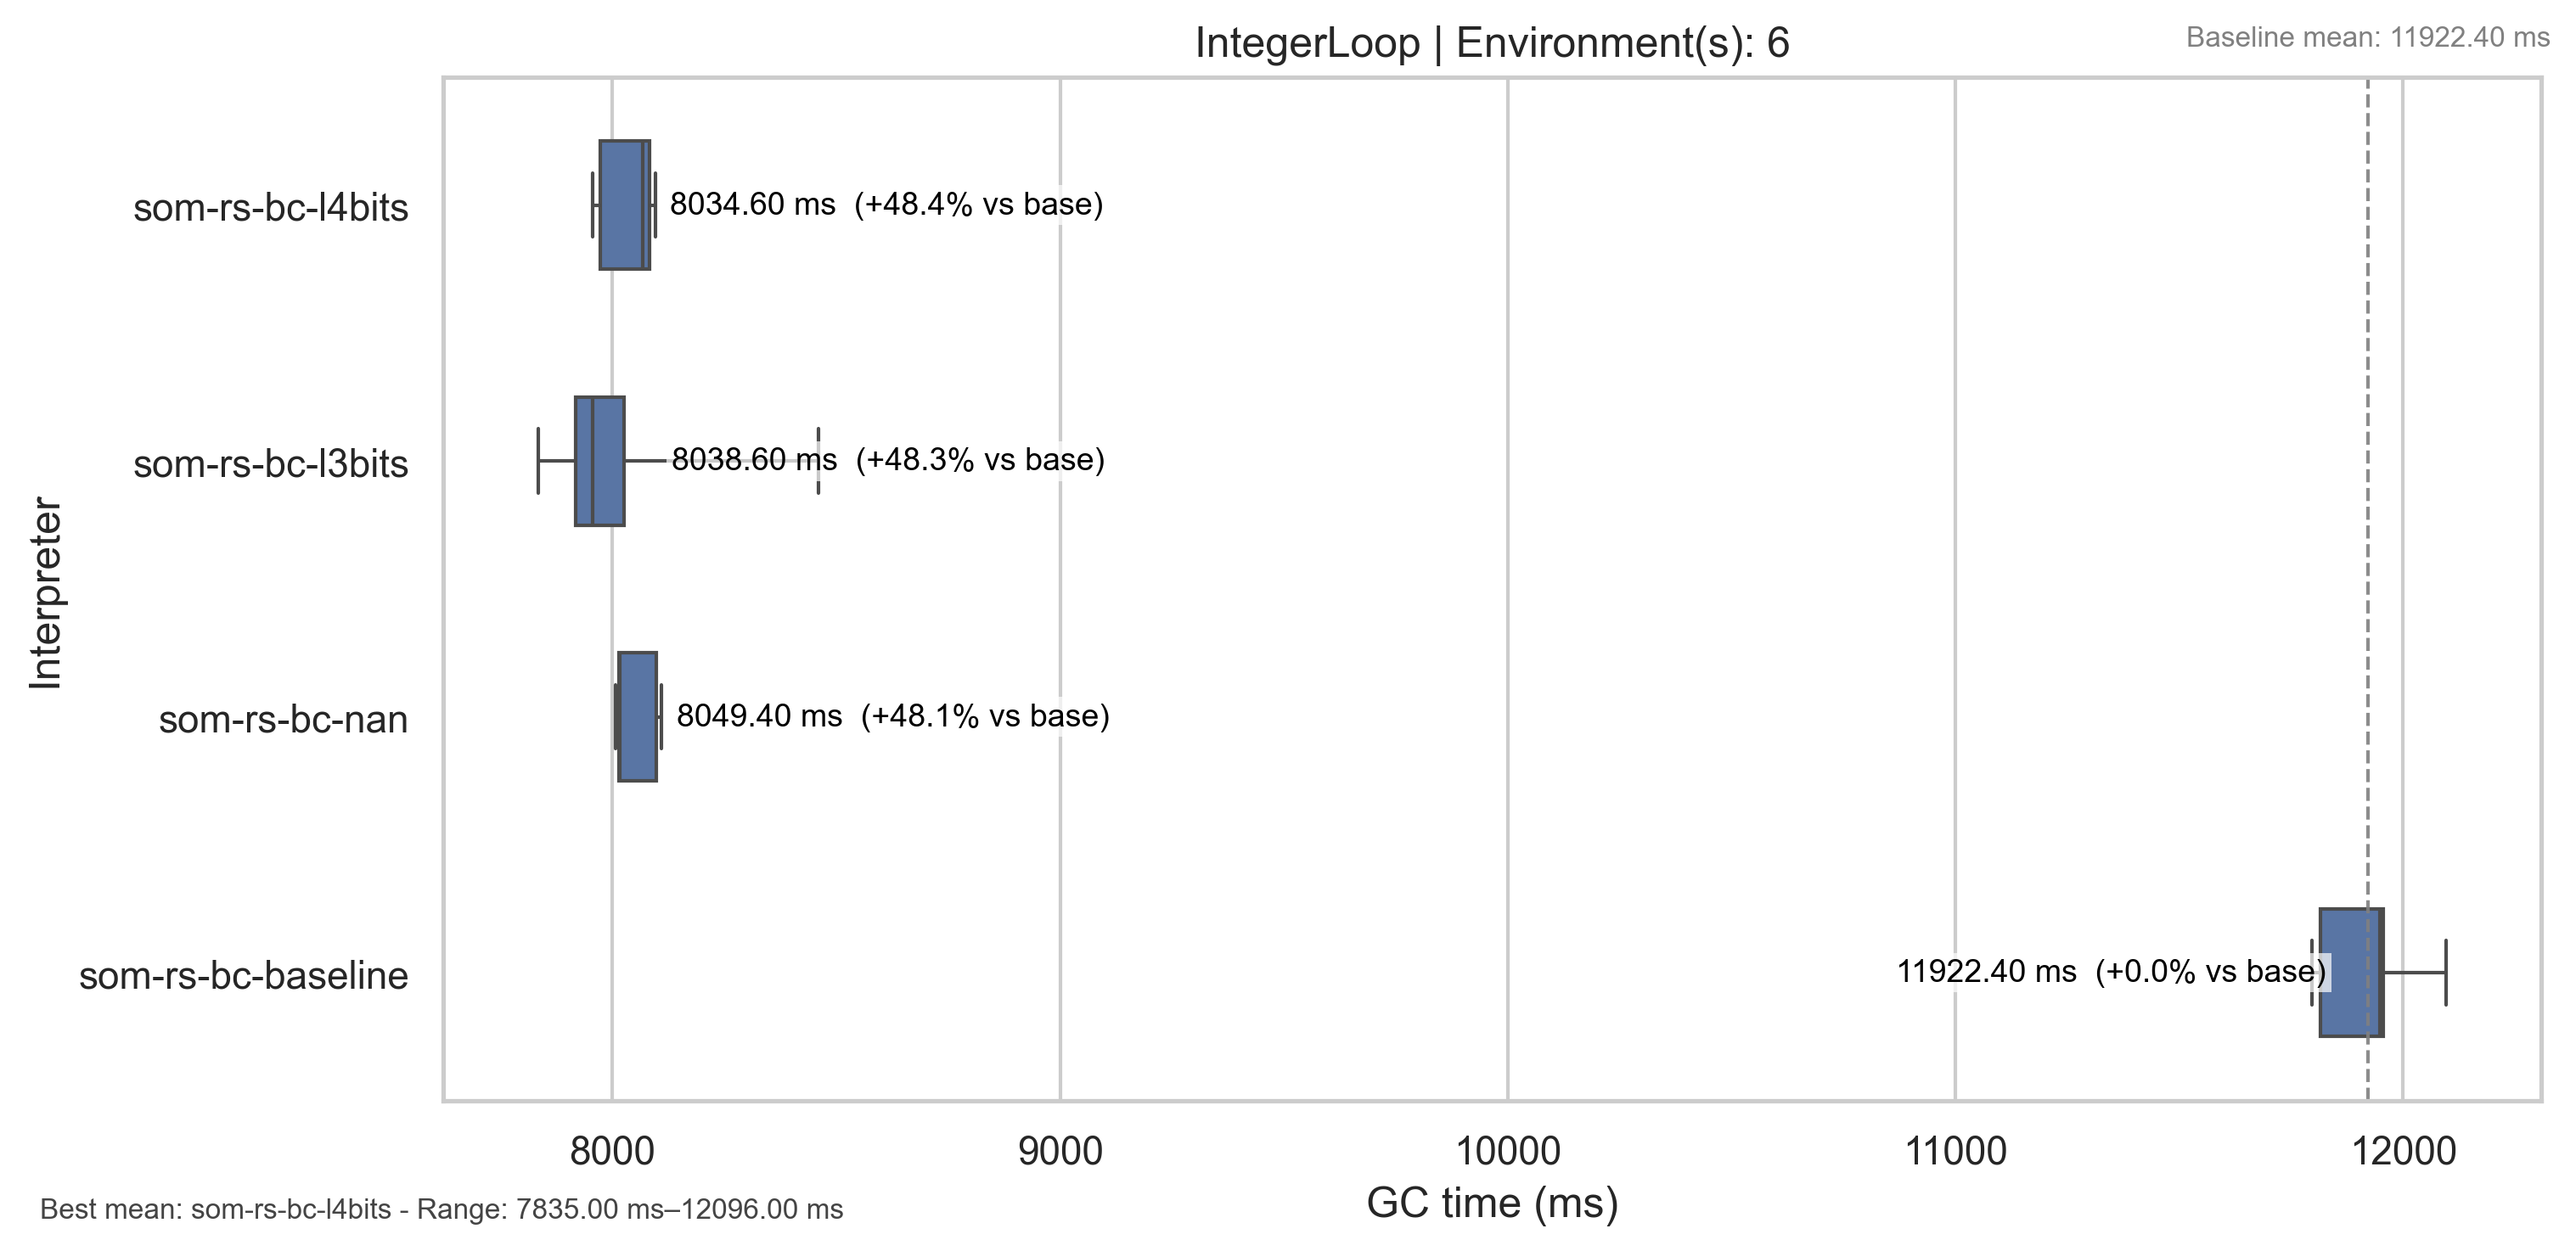 IntegerLoop | Environment(s): 6
Baseline mean: 11922.40 ms
Interpreter
som-rs-bc-l4bits
8034.60 ms (+48.4% vs base)
som-rs-bc-l3bits
8038.60 ms (+48.3% vs base)
som-rs-bc-nan
8049.40 ms (+48.1% vs base)
som-rs-bc-baseline
11922.40 ms (+0.0% vs base)
8000
9000
10000
11000
12000
GC time (ms)
Best mean: som-rs-bc-l4bits - Range: 7835.00 ms–12096.00 ms